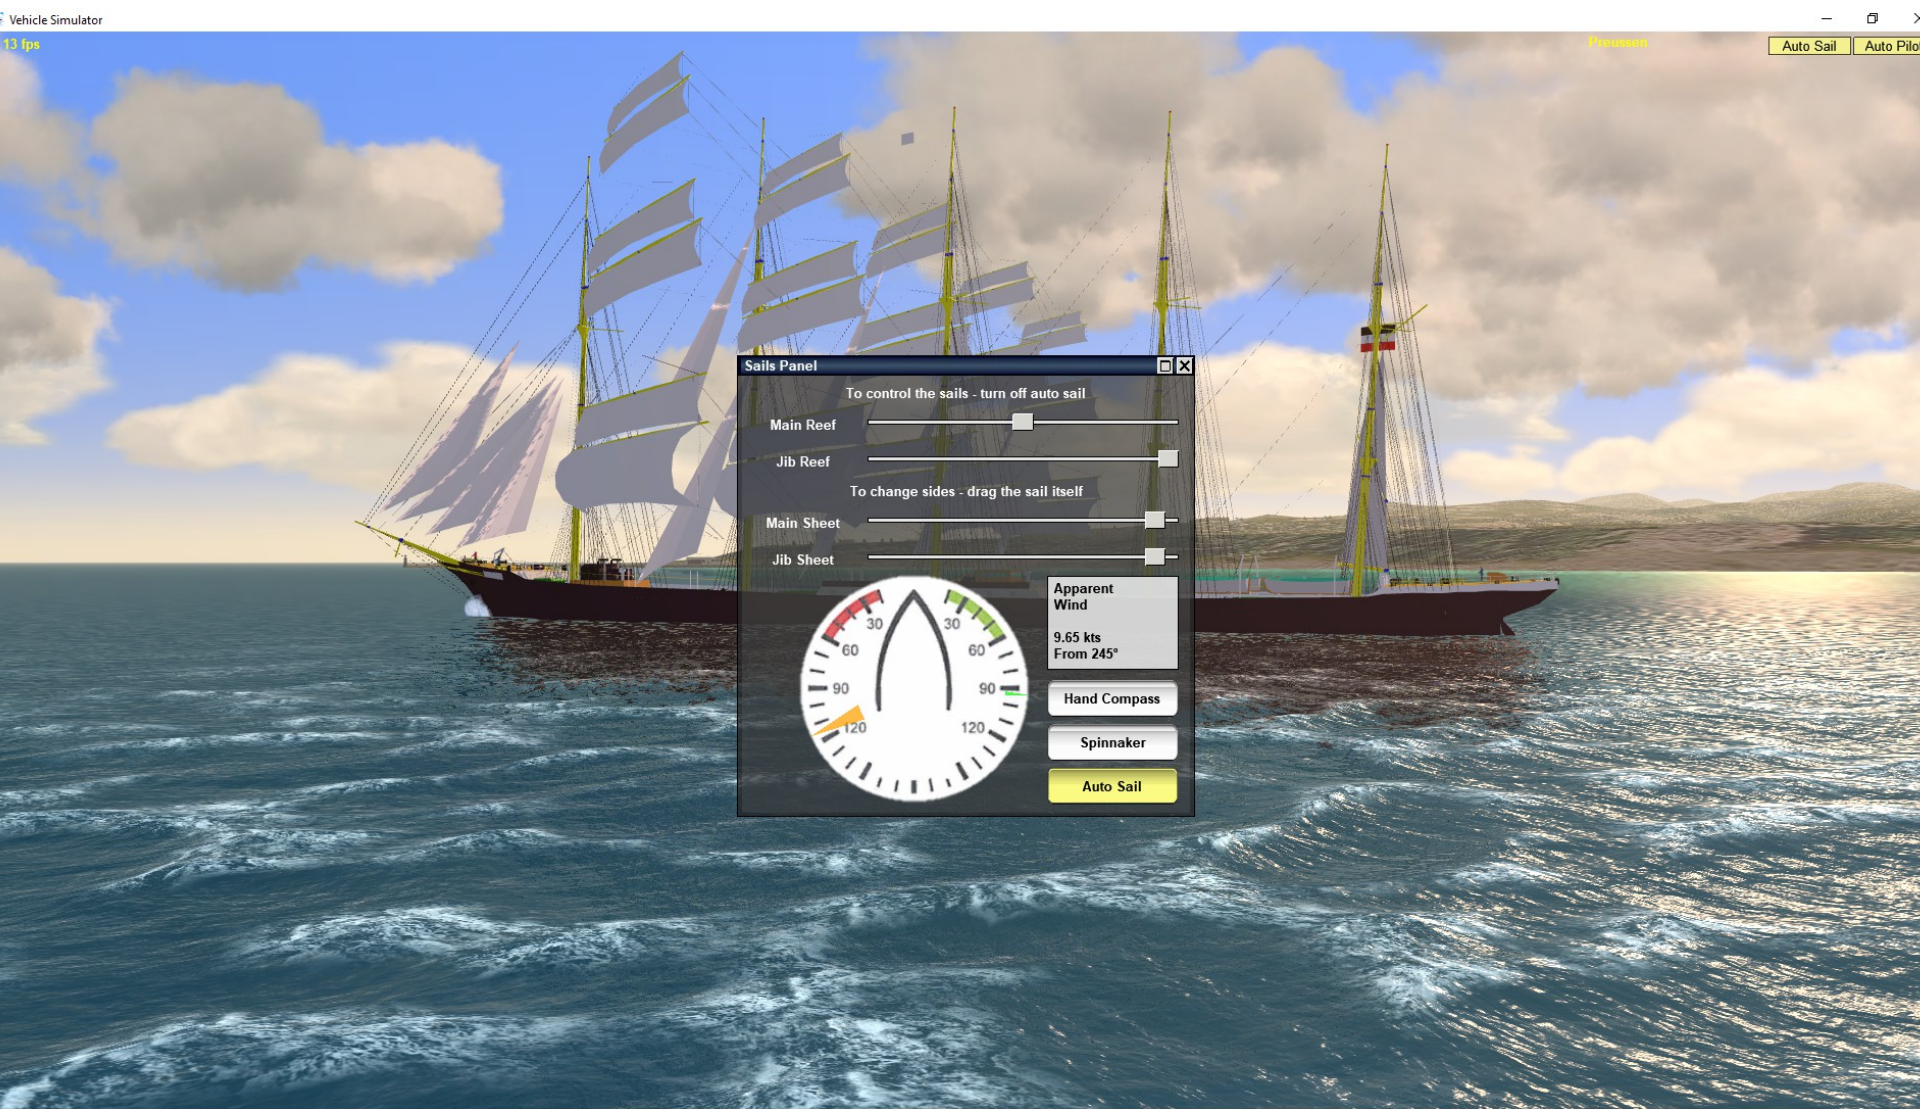 Vehicle Simulator
13 fps
Preussen
Auto Sail
Auto Pilot
Sails Panel
To control the sails - turn off auto sail
Main Reef
Jib Reef
To change sides - drag the sail itself
Main Sheet
Jib Sheet
30
30
60
60
90
90
120
120
Apparent
Wind
9.65 kts
From 245°
Hand Compass
Spinnaker
Auto Sail